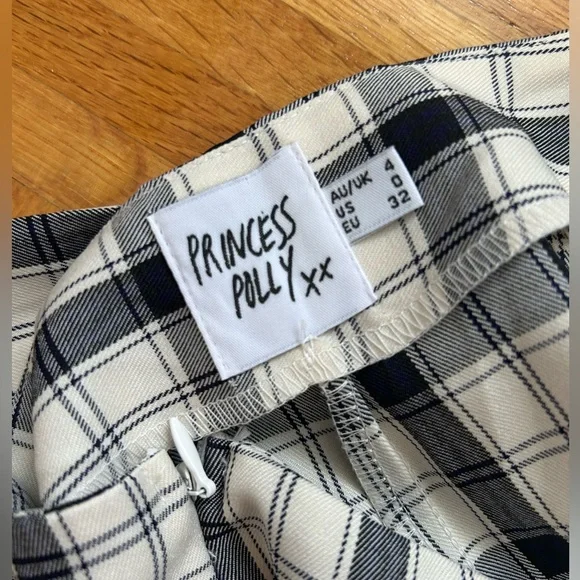 PRINCESS
POLLY xx
AU/UK 4
US 0
EU 32